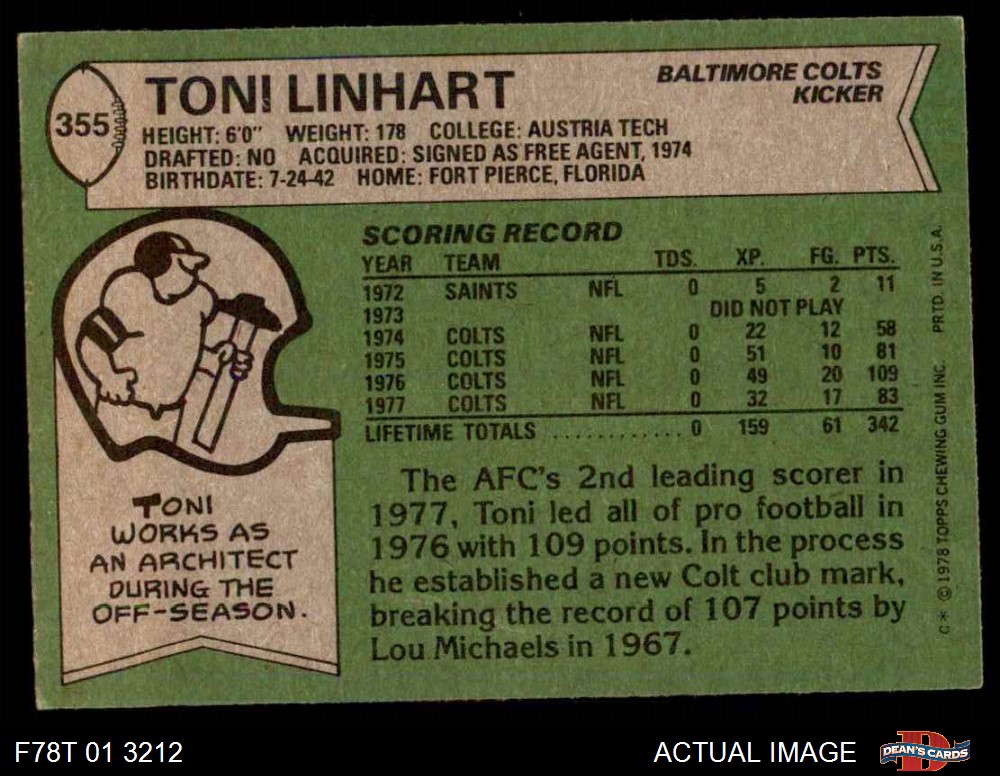 355
TONI LINHART
BALTIMORE COLTS
KICKER
HEIGHT: 6'0" WEIGHT: 178 COLLEGE: AUSTRIA TECH
DRAFTED: NO ACQUIRED: SIGNED AS FREE AGENT, 1974
BIRTHDATE: 7-24-42 HOME: FORT PIERCE, FLORIDA
SCORING RECORD
YEAR TEAM TDS. XP. FG. PTS.
1972 SAINTS NFL 0 5 2 11
1973 DID NOT PLAY
1974 COLTS NFL 0 22 12 58
1975 COLTS NFL 0 51 10 81
1976 COLTS NFL 0 49 20 109
1977 COLTS NFL 0 32 17 83
LIFETIME TOTALS ............ 0 159 61 342
The AFC's 2nd leading scorer in
1977, Toni led all of pro football in
1976 with 109 points. In the process
he established a new Colt club mark,
breaking the record of 107 points by
Lou Michaels in 1967.
TONI
WORKS AS
AN ARCHITECT
DURING THE
OFF-SEASON.
C* © 1978 TOPPS CHEWING GUM INC. PRTD. IN U.S.A.
F78T 01 3212
ACTUAL IMAGE
D
DEAN'S CARDS